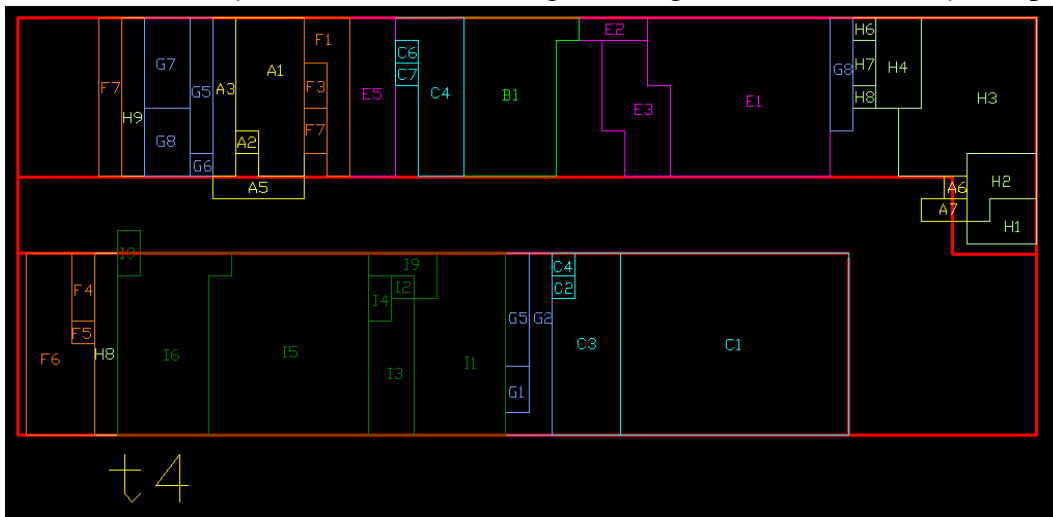 F7 H9 G7 G8 G5 G6 A3 A1 A2 A5 F1 F3 F7 E5 C6 C7 C4 B1 E2 E3 E1 G8 H6 H7 H8 H4 H3 H2 H1 A6 A7
F6 F4 F5 H8 I9 I6 I5 I9 I2 I4 I3 I1 G5 G1 G2 C4 C2 C3 C1
t4